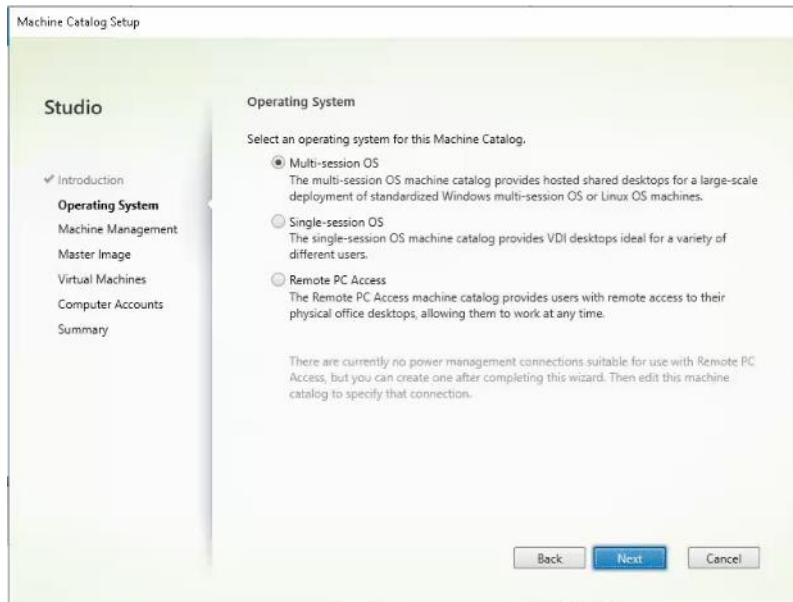 Machine Catalog Setup
Studio
Introduction
Operating System
Machine Management
Master Image
Virtual Machines
Computer Accounts
Summary
Operating System
Select an operating system for this Machine Catalog.
Multi-session OS
The multi-session OS machine catalog provides hosted shared desktops for a large-scale
deployment of standardized Windows multi-session OS or Linux OS machines.
Single-session OS
The single-session OS machine catalog provides VDI desktops ideal for a variety of
different users.
Remote PC Access
The Remote PC Access machine catalog provides users with remote access to their
physical office desktops, allowing them to work at any time.
There are currently no power management connections suitable for use with Remote PC
Access, but you can create one after completing this wizard. Then edit this machine
catalog to specify that connection.
Back
Next
Cancel